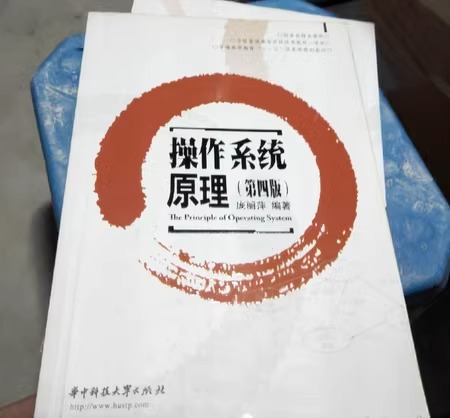 操作系统
原理（第四版）
庞丽萍 编著
The Principle of Operating System
华中科技大学出版社
http://www.hustp.com